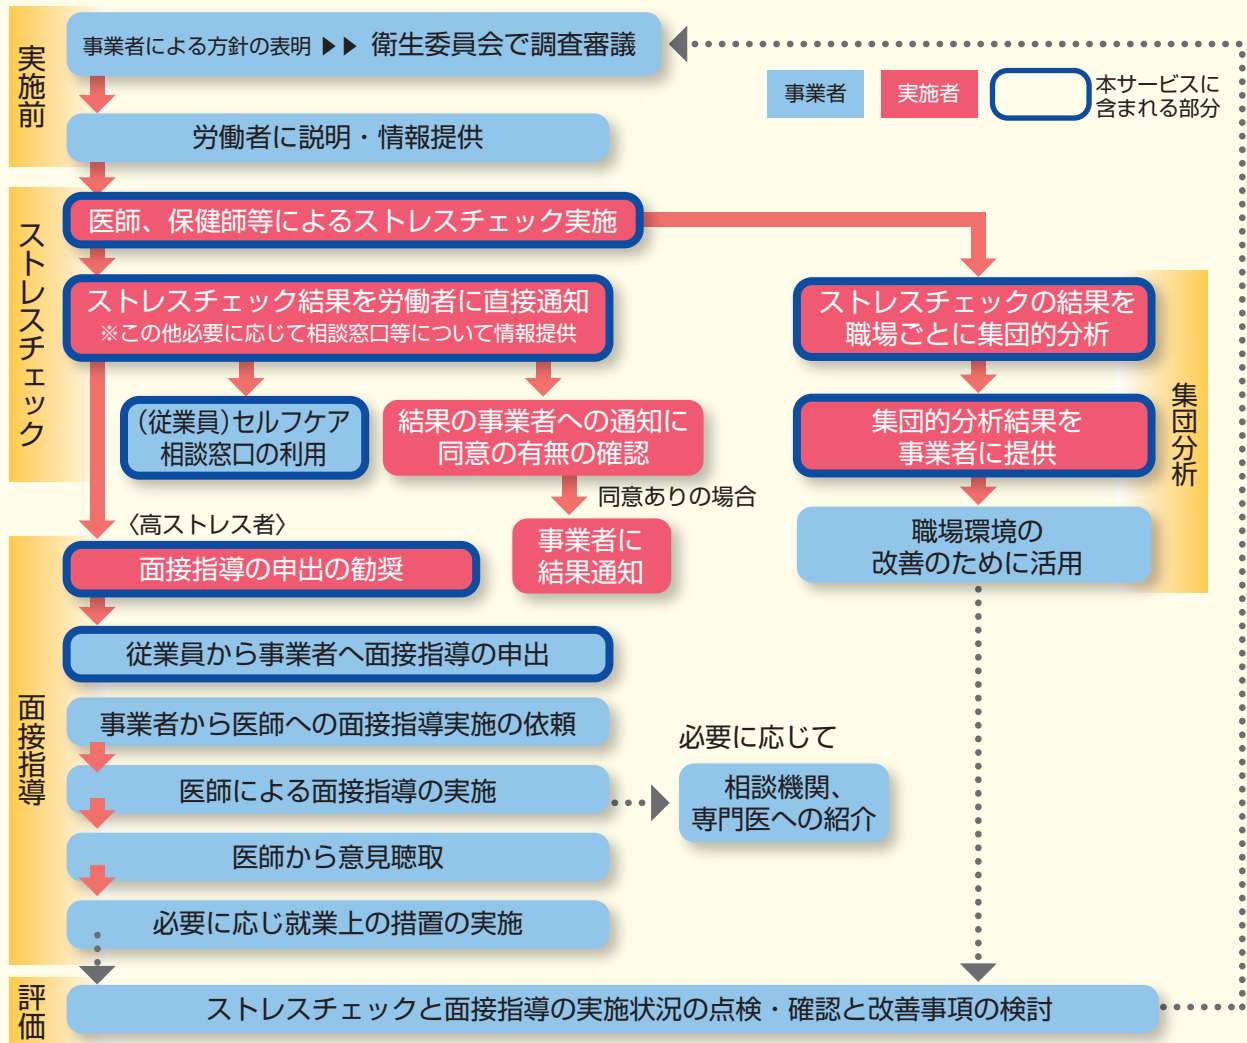 実施前
事業者による方針の表明 ▶▶ 衛生委員会で調査審議
労働者に説明・情報提供
事業者
実施者
本サービスに
含まれる部分
ストレスチェック
医師、保健師等によるストレスチェック実施
ストレスチェック結果を労働者に直接通知
※この他必要に応じて相談窓口等について情報提供
(従業員)セルフケア
相談窓口の利用
結果の事業者への通知に
同意の有無の確認
同意ありの場合
事業者に
結果通知
集団分析
ストレスチェックの結果を
職場ごとに集団的分析
集団的分析結果を
事業者に提供
職場環境の
改善のために活用
面接指導
〈高ストレス者〉
面接指導の申出の勧奨
従業員から事業者へ面接指導の申出
事業者から医師への面接指導実施の依頼
医師による面接指導の実施
必要に応じて
相談機関、
専門医への紹介
医師から意見聴取
必要に応じ就業上の措置の実施
評価
ストレスチェックと面接指導の実施状況の点検・確認と改善事項の検討